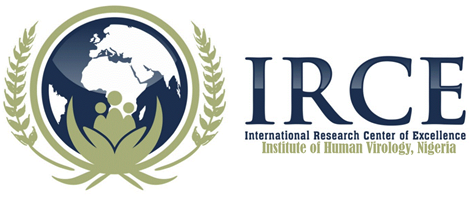 IRCE
International Research Center of Excellence
Institute of Human Virology, Nigeria